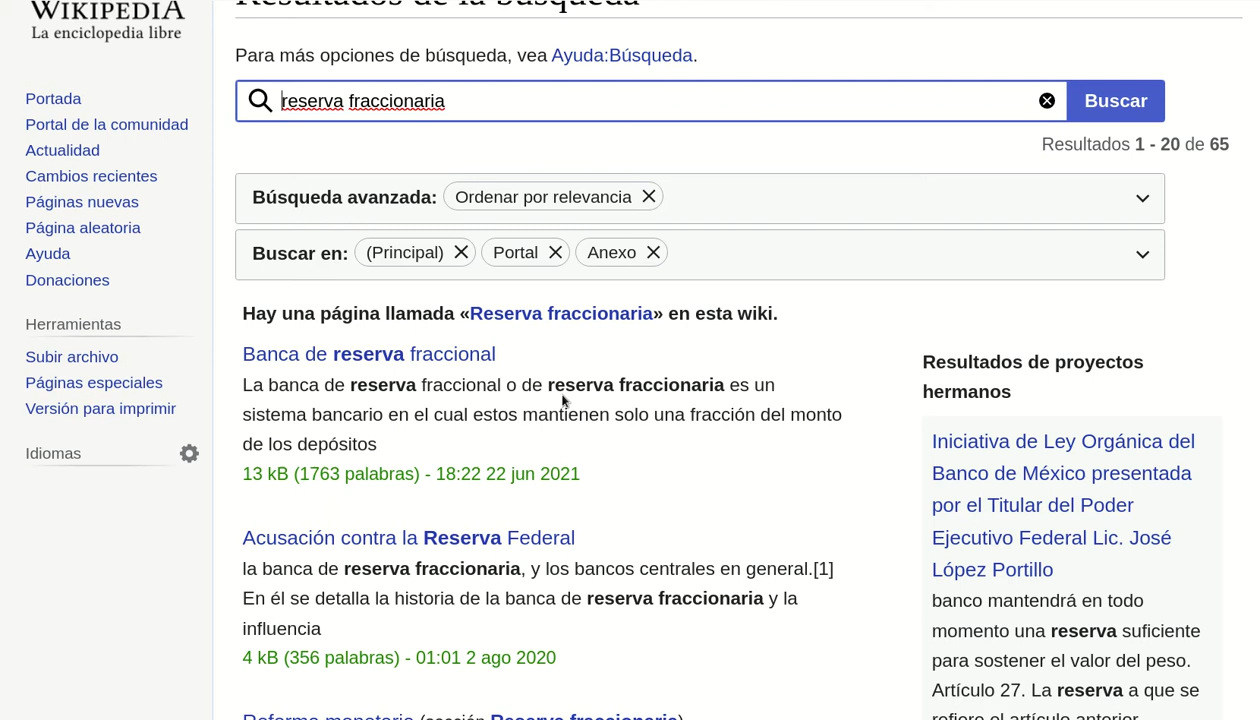 Resultados de la búsqueda
WIKIPEDIA
La enciclopedia libre
Portada
Portal de la comunidad
Actualidad
Cambios recientes
Páginas nuevas
Página aleatoria
Ayuda
Donaciones
Herramientas
Subir archivo
Páginas especiales
Versión para imprimir
Idiomas
Para más opciones de búsqueda, vea Ayuda:Búsqueda.
reserva fraccionaria
Buscar
Resultados 1 - 20 de 65
Búsqueda avanzada: Ordenar por relevancia
Buscar en: (Principal) Portal Anexo
Hay una página llamada «Reserva fraccionaria» en esta wiki.
Banca de reserva fraccional
La banca de reserva fraccional o de reserva fraccionaria es un
sistema bancario en el cual estos mantienen solo una fracción del monto
de los depósitos
13 kB (1763 palabras) - 18:22 22 jun 2021
Acusación contra la Reserva Federal
la banca de reserva fraccionaria, y los bancos centrales en general.[1]
En él se detalla la historia de la banca de reserva fraccionaria y la
influencia
4 kB (356 palabras) - 01:01 2 ago 2020
Reforma monetaria (sección Reserva fraccionaria)
Resultados de proyectos
hermanos
Iniciativa de Ley Orgánica del
Banco de México presentada
por el Titular del Poder
Ejecutivo Federal Lic. José
López Portillo
banco mantendrá en todo
momento una reserva suficiente
para sostener el valor del peso.
Artículo 27. La reserva a que se
refiere el artículo anterior